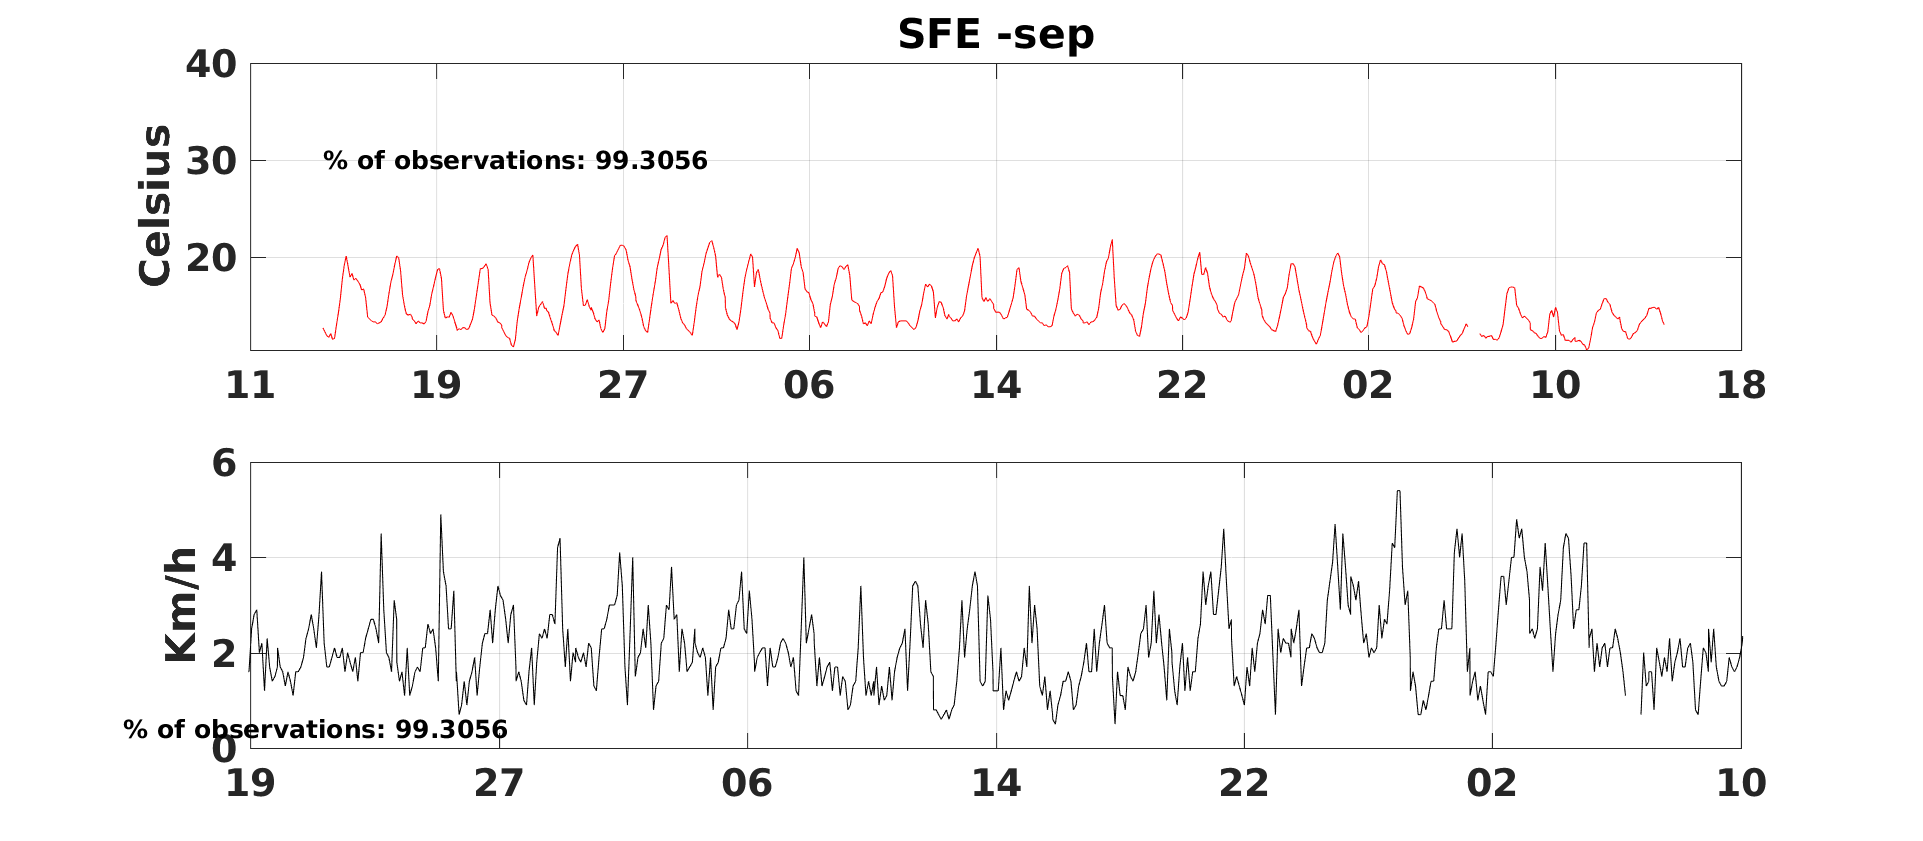 SFE -sep
40
30
20
Celsius
% of observations: 99.3056
11 19 27 06 14 22 02 10 18
6
4
2
0
Km/h
% of observations: 99.3056
19 27 06 14 22 02 10